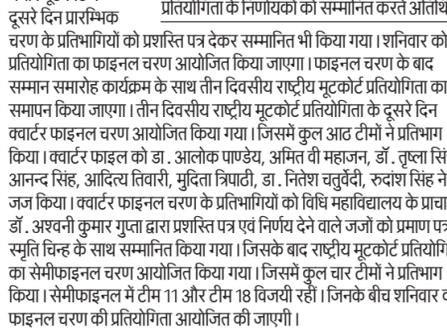 प्रतियोगिता के निर्णायकों को सम्मानित करते अतिथि
दूसरे दिन प्रारम्भिक
चरण के प्रतिभागियों को प्रशस्ति पत्र देकर सम्मानित भी किया गया। शनिवार को
प्रतियोगिता का फाइनल चरण आयोजित किया जाएगा। फाइनल चरण के बाद
सम्मान समारोह कार्यक्रम के साथ तीन दिवसीय राष्ट्रीय मूटकोर्ट प्रतियोगिता का
समापन किया जाएगा। तीन दिवसीय राष्ट्रीय मूटकोर्ट प्रतियोगिता के दूसरे दिन
क्वार्टर फाइनल चरण आयोजित किया गया। जिसमें कुल आठ टीमों ने प्रतिभाग
किया। क्वार्टर फाइल को डा. आलोक पाण्डेय, अमित वी महाजन, डॉ. तृष्ला सिं
आनन्द सिंह, आदित्य तिवारी, मुदिता त्रिपाठी, डा. नितेश चतुर्वेदी, रुदांश सिंह ने
जज किया। क्वार्टर फाइनल चरण के प्रतिभागियों को विधि महाविद्यालय के प्राचा
डॉ. अश्वनी कुमार गुप्ता द्वारा प्रशस्ति पत्र एवं निर्णय देने वाले जजों को प्रमाण पत्र
स्मृति चिन्ह के साथ सम्मानित किया गया। जिसके बाद राष्ट्रीय मूटकोर्ट प्रतियोगि
का सेमीफाइनल चरण आयोजित किया गया। जिसमें कुल चार टीमों ने प्रतिभाग
किया। सेमीफाइनल में टीम 11 और टीम 18 विजयी रहीं। जिनके बीच शनिवार
फाइनल चरण की प्रतियोगिता आयोजित की जाएगी।